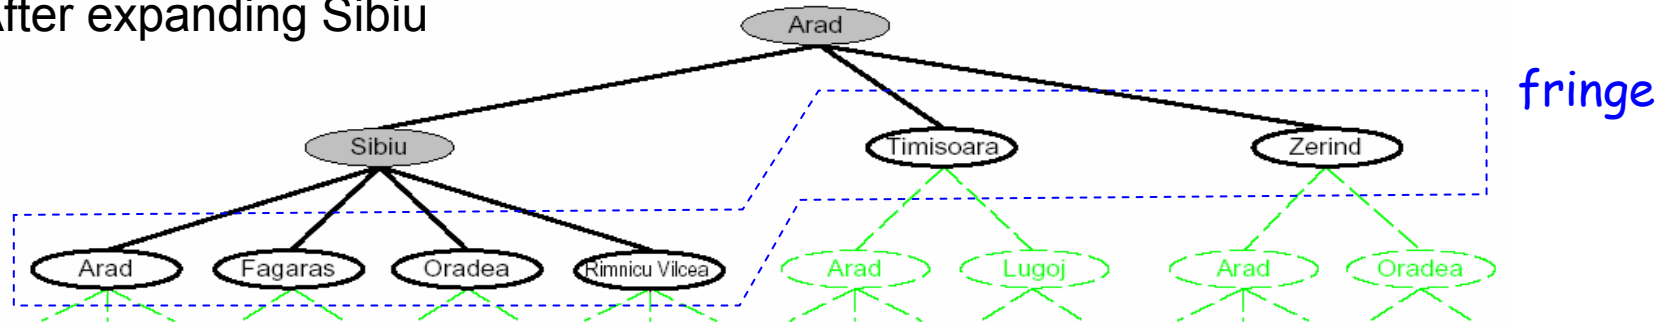 After expanding Sibiu
Arad
fringe
Sibiu
Timisoara
Zerind
Arad
Fagaras
Oradea
Rimnicu Vilcea
Arad
Lugoj
Arad
Oradea